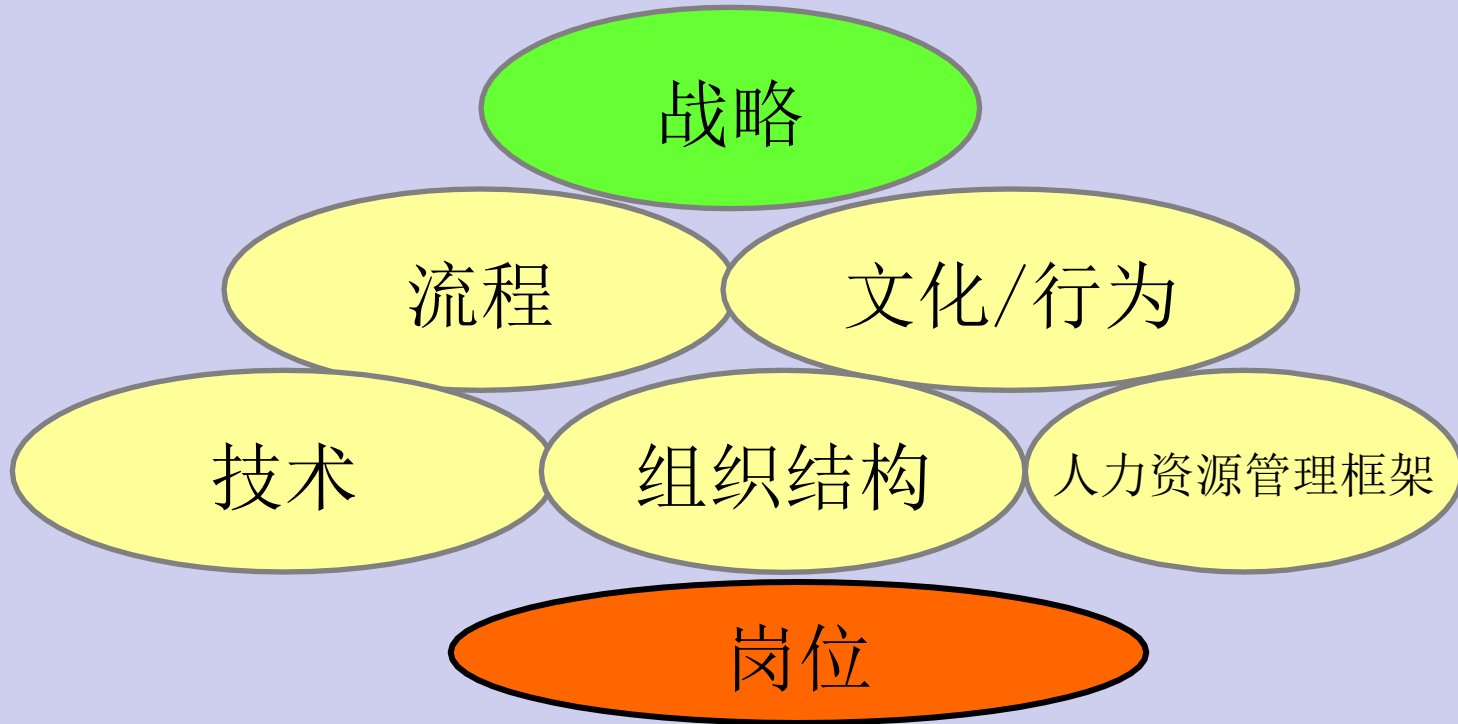 战略
流程
文化/行为
技术
组织结构
人力资源管理框架
岗位